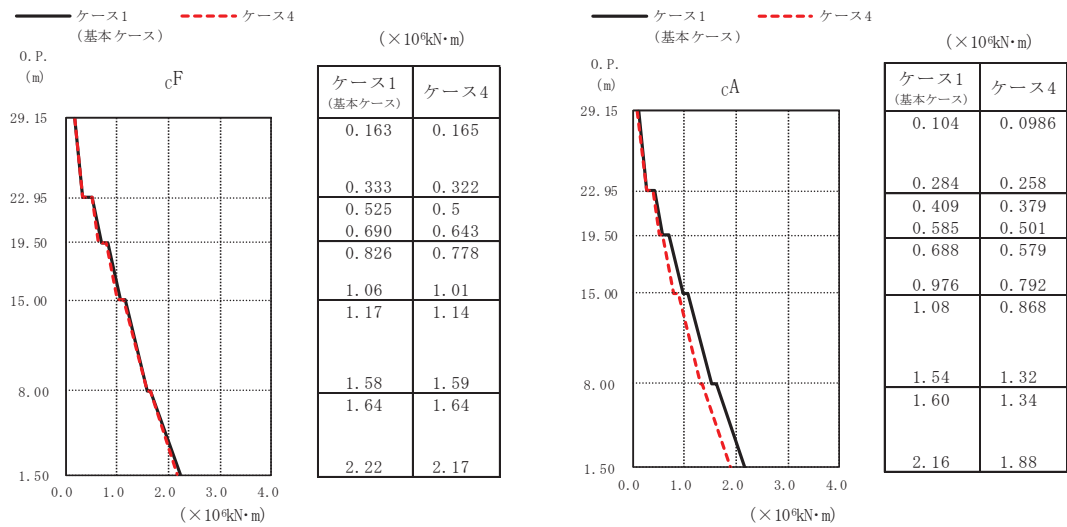 ケース1 ケース4
(基本ケース)
(×10⁶kN・m)
O.P.
(m)
cF
ケース1 ケース4
(基本ケース)
29.15
0.163 0.165
0.333 0.322
22.95
0.525 0.5
0.690 0.643
19.50
0.826 0.778
1.06 1.01
15.00
1.17 1.14
1.58 1.59
8.00
1.64 1.64
2.22 2.17
1.50
0.0 1.0 2.0 3.0 4.0
(×10⁶kN・m)
ケース1 ケース4
(基本ケース)
(×10⁶kN・m)
O.P.
(m)
cA
ケース1 ケース4
(基本ケース)
29.15
0.104 0.0986
0.284 0.258
22.95
0.409 0.379
0.585 0.501
19.50
0.688 0.579
0.976 0.792
15.00
1.08 0.868
1.54 1.32
8.00
1.60 1.34
2.16 1.88
1.50
0.0 1.0 2.0 3.0 4.0
(×10⁶kN・m)